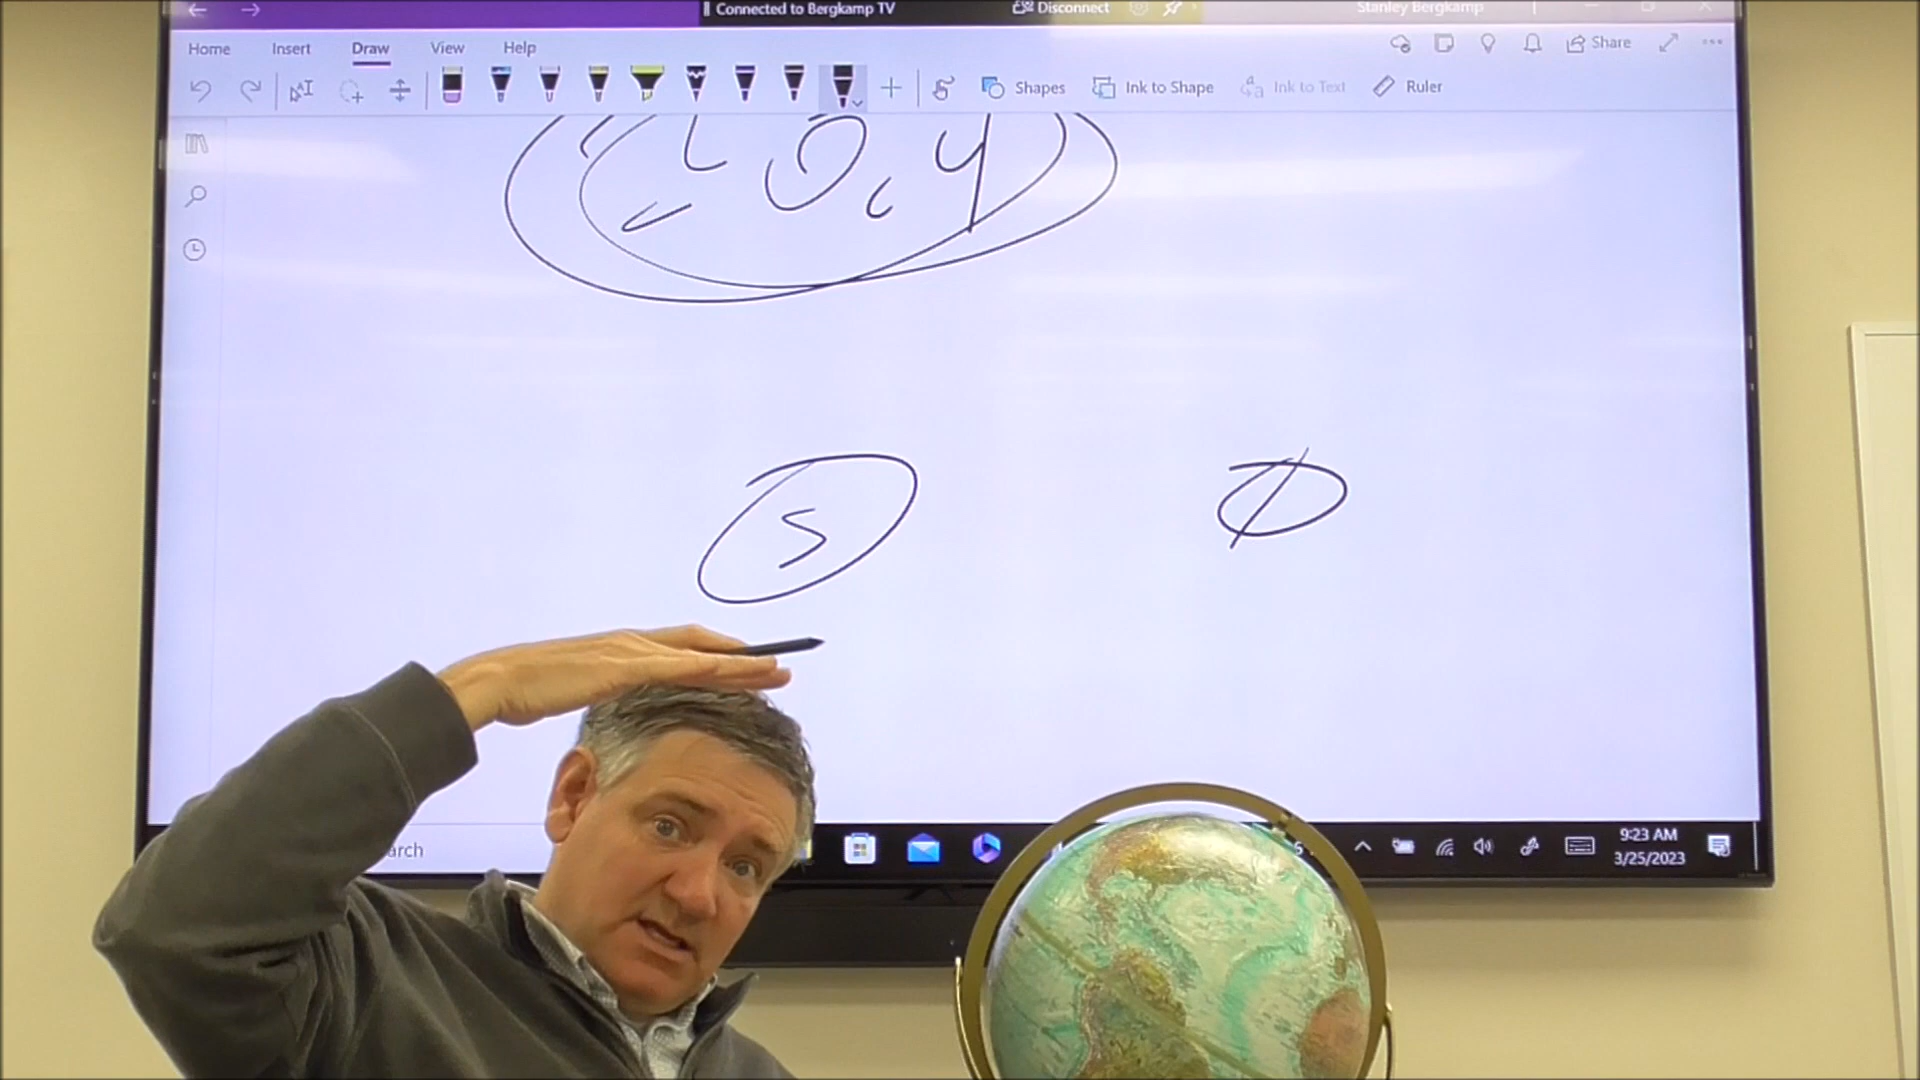 Connected to Bergkamp TV Disconnect Stanley Bergkamp
Home Insert Draw View Help Share
Shapes Ink to Shape Ink to Text Ruler
S
arch
9:23 AM
3/25/2023